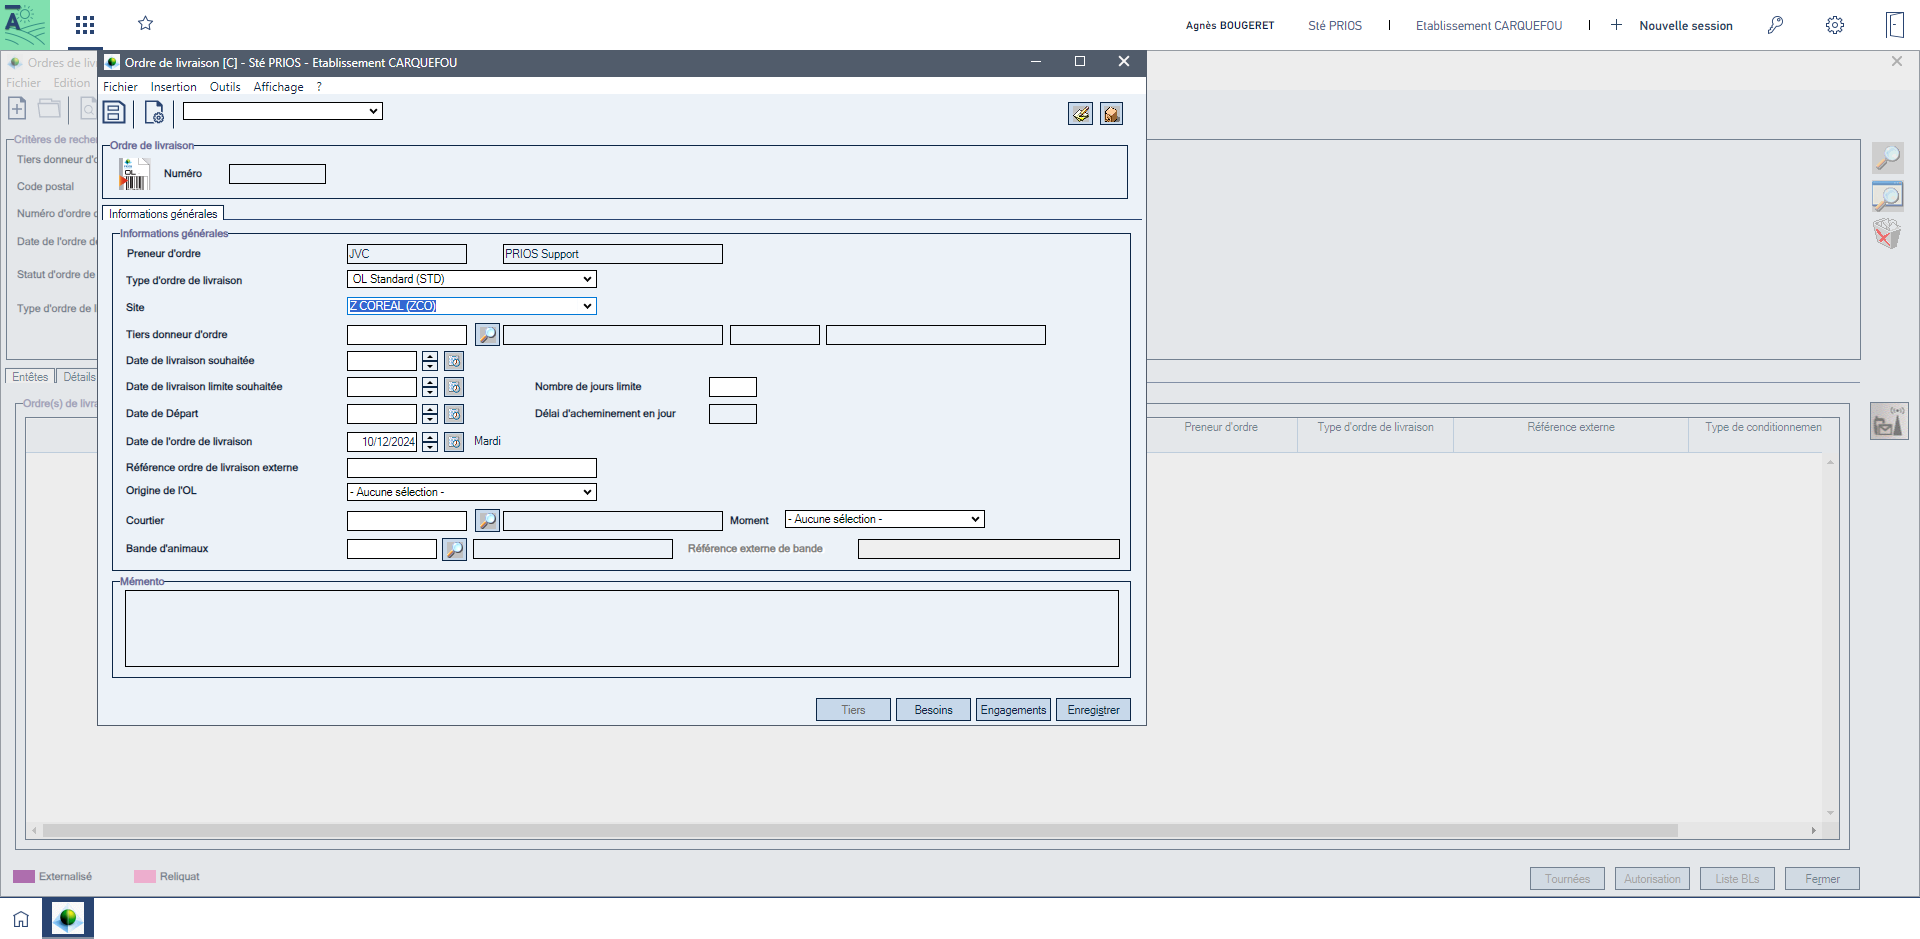 Agnès BOUGERET
Sté PRIOS
Etablissement CARQUEFOU
Nouvelle session
Ordres de liv
Fichier Edition
Critères de recher
Tiers donneur d'o
Code postal
Numéro d'ordre d
Date de l'ordre de
Statut d'ordre de
Type d'ordre de l
Entêtes Détails
Ordre(s) de livra
Ordre de livraison [C] - Sté PRIOS - Etablissement CARQUEFOU
Fichier Insertion Outils Affichage ?
Ordre de livraison
OL
Numéro
Informations générales
Informations générales
Preneur d'ordre JVC PRIOS Support
Type d'ordre de livraison OL Standard (STD)
Site Z COREAL (ZCO)
Tiers donneur d'ordre
Date de livraison souhaitée
Date de livraison limite souhaitée Nombre de jours limite
Date de Départ Délai d'acheminement en jour
Date de l'ordre de livraison 10/12/2024 Mardi
Référence ordre de livraison externe
Origine de l'OL - Aucune sélection -
Courtier Moment - Aucune sélection -
Bande d'animaux Référence externe de bande
Mémento
Tiers Besoins Engagements Enregistrer
Preneur d'ordre Type d'ordre de livraison Référence externe Type de conditionnemen
Externalisé Reliquat
Tournées Autorisation Liste BLs Fermer